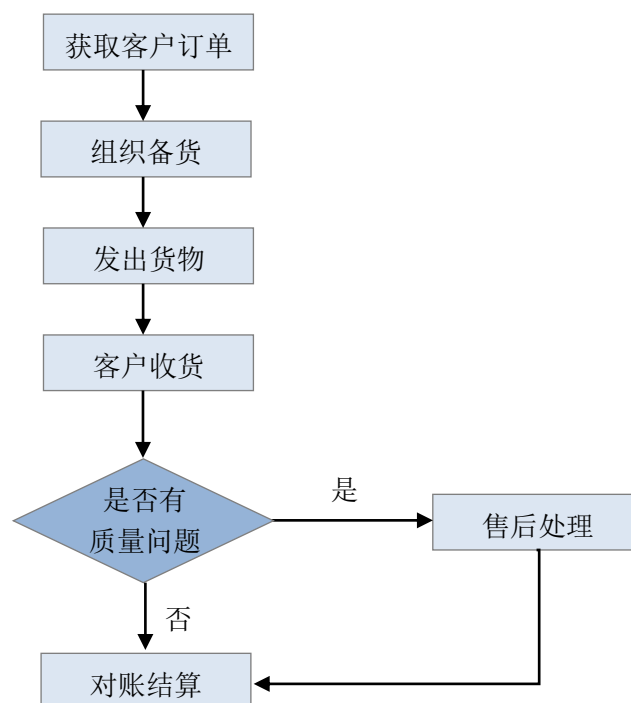 获取客户订单
组织备货
发出货物
客户收货
是否有
质量问题
是
售后处理
否
对账结算